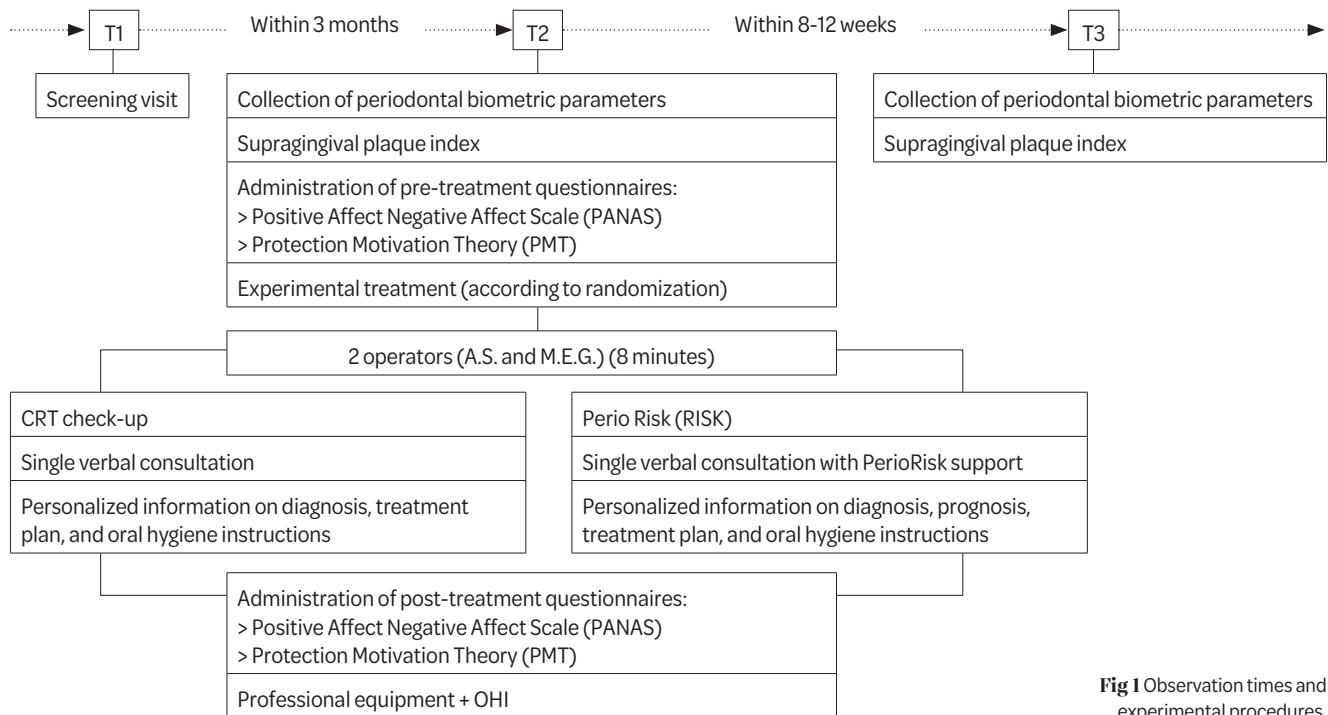 T1
Within 3 months
T2
Within 8-12 weeks
T3
Screening visit
Collection of periodontal biometric parameters
Supragingival plaque index
Administration of pre-treatment questionnaires:
> Positive Affect Negative Affect Scale (PANAS)
> Protection Motivation Theory (PMT)
Experimental treatment (according to randomization)
Collection of periodontal biometric parameters
Supragingival plaque index
2 operators (A.S. and M.E.G.) (8 minutes)
CRT check-up
Single verbal consultation
Personalized information on diagnosis, treatment
plan, and oral hygiene instructions
Perio Risk (RISK)
Single verbal consultation with PerioRisk support
Personalized information on diagnosis, prognosis,
treatment plan, and oral hygiene instructions
Administration of post-treatment questionnaires:
> Positive Affect Negative Affect Scale (PANAS)
> Protection Motivation Theory (PMT)
Professional equipment + OHI
Fig 1 Observation times and
experimental procedures.